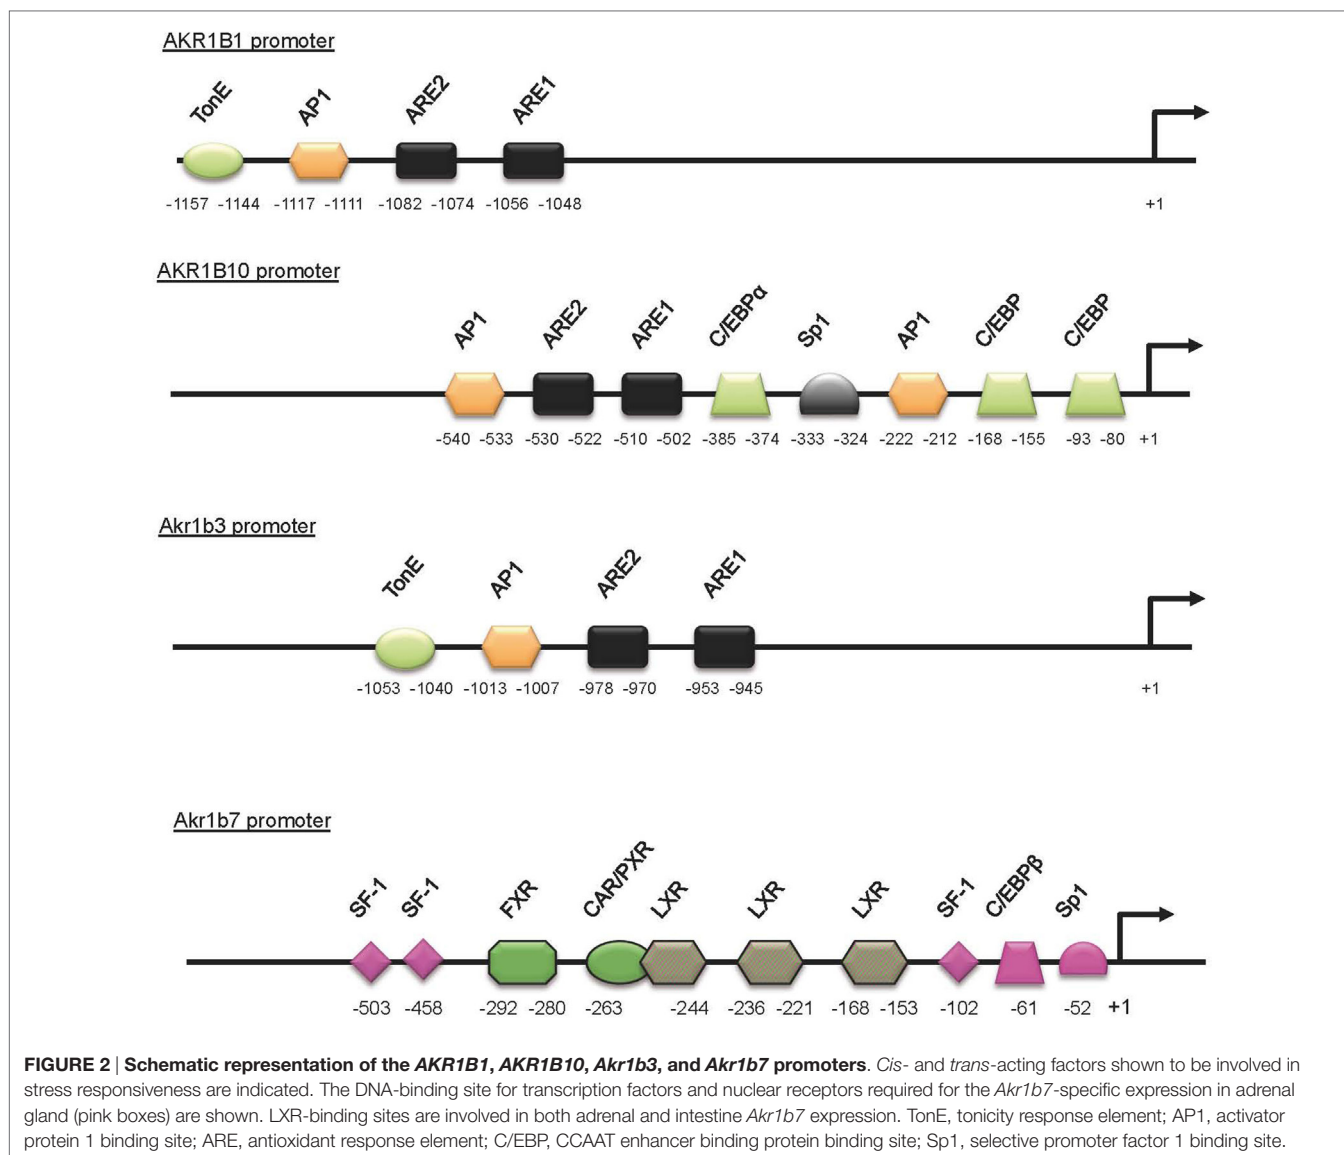 AKR1B1 promoter
TonE AP1 ARE2 ARE1
-1157 -1144 -1117 -1111 -1082 -1074 -1056 -1048 +1
AKR1B10 promoter
AP1 ARE2 ARE1 C/EBPα Sp1 AP1 C/EBP C/EBP
-540 -533 -530 -522 -510 -502 -385 -374 -333 -324 -222 -212 -168 -155 -93 -80 +1
Akr1b3 promoter
TonE AP1 ARE2 ARE1
-1053 -1040 -1013 -1007 -978 -970 -953 -945 +1
Akr1b7 promoter
SF-1 SF-1 FXR CAR/PXR LXR LXR LXR SF-1 C/EBPβ Sp1
-503 -458 -292 -280 -263 -244 -236 -221 -168 -153 -102 -61 -52 +1
FIGURE 2 | Schematic representation of the AKR1B1, AKR1B10, Akr1b3, and Akr1b7 promoters. Cis- and trans-acting factors shown to be involved in
stress responsiveness are indicated. The DNA-binding site for transcription factors and nuclear receptors required for the Akr1b7-specific expression in adrenal
gland (pink boxes) are shown. LXR-binding sites are involved in both adrenal and intestine Akr1b7 expression. TonE, tonicity response element; AP1, activator
protein 1 binding site; ARE, antioxidant response element; C/EBP, CCAAT enhancer binding protein binding site; Sp1, selective promoter factor 1 binding site.